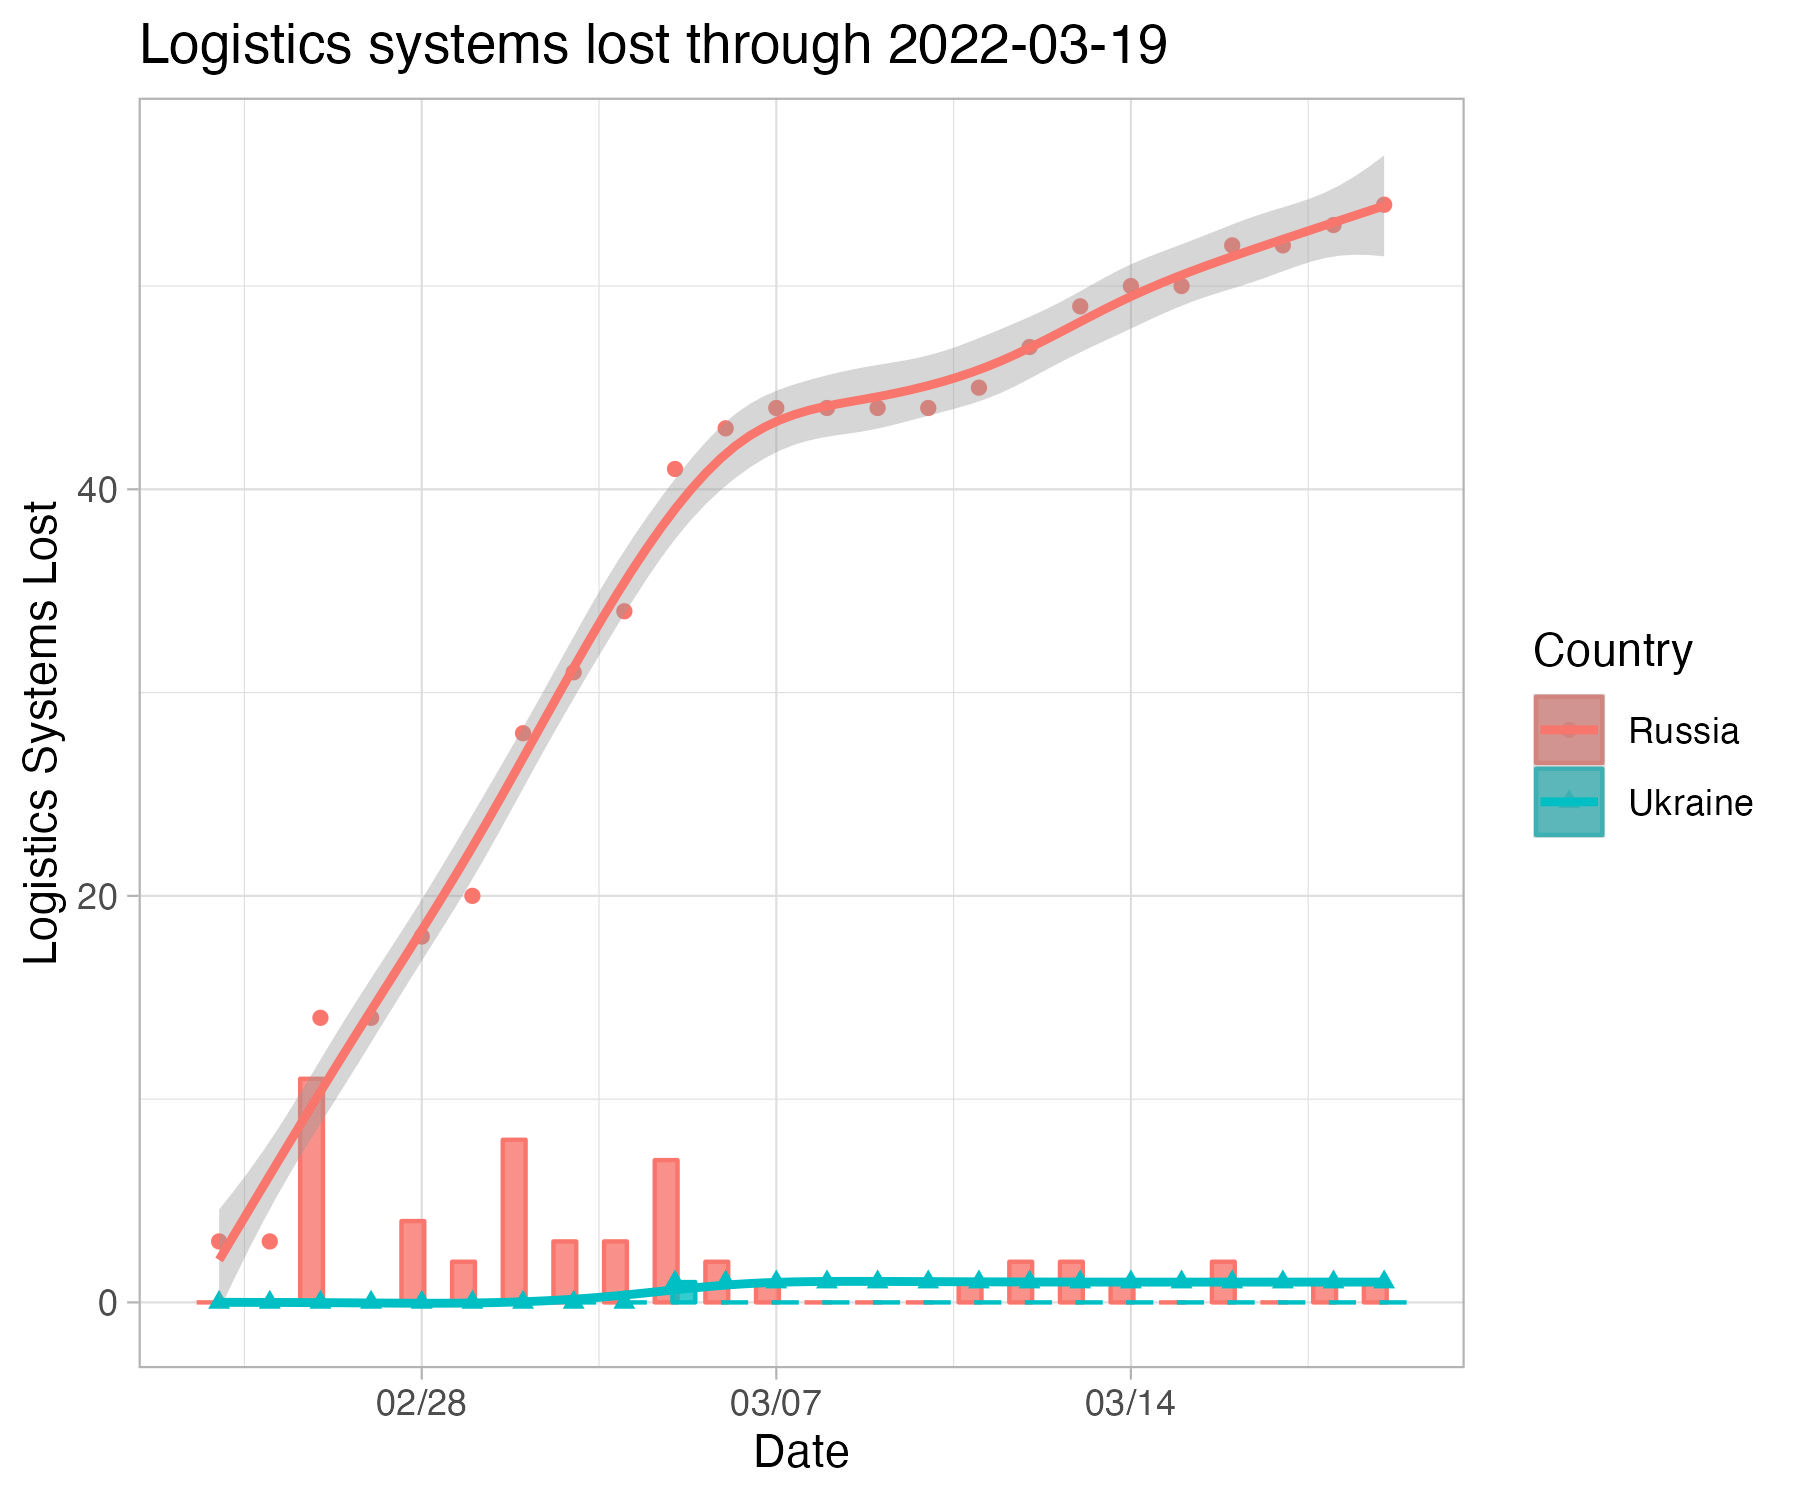 Logistics systems lost through 2022-03-19
Logistics Systems Lost
40
20
0
02/28
03/07
03/14
Date
Country
Russia
Ukraine